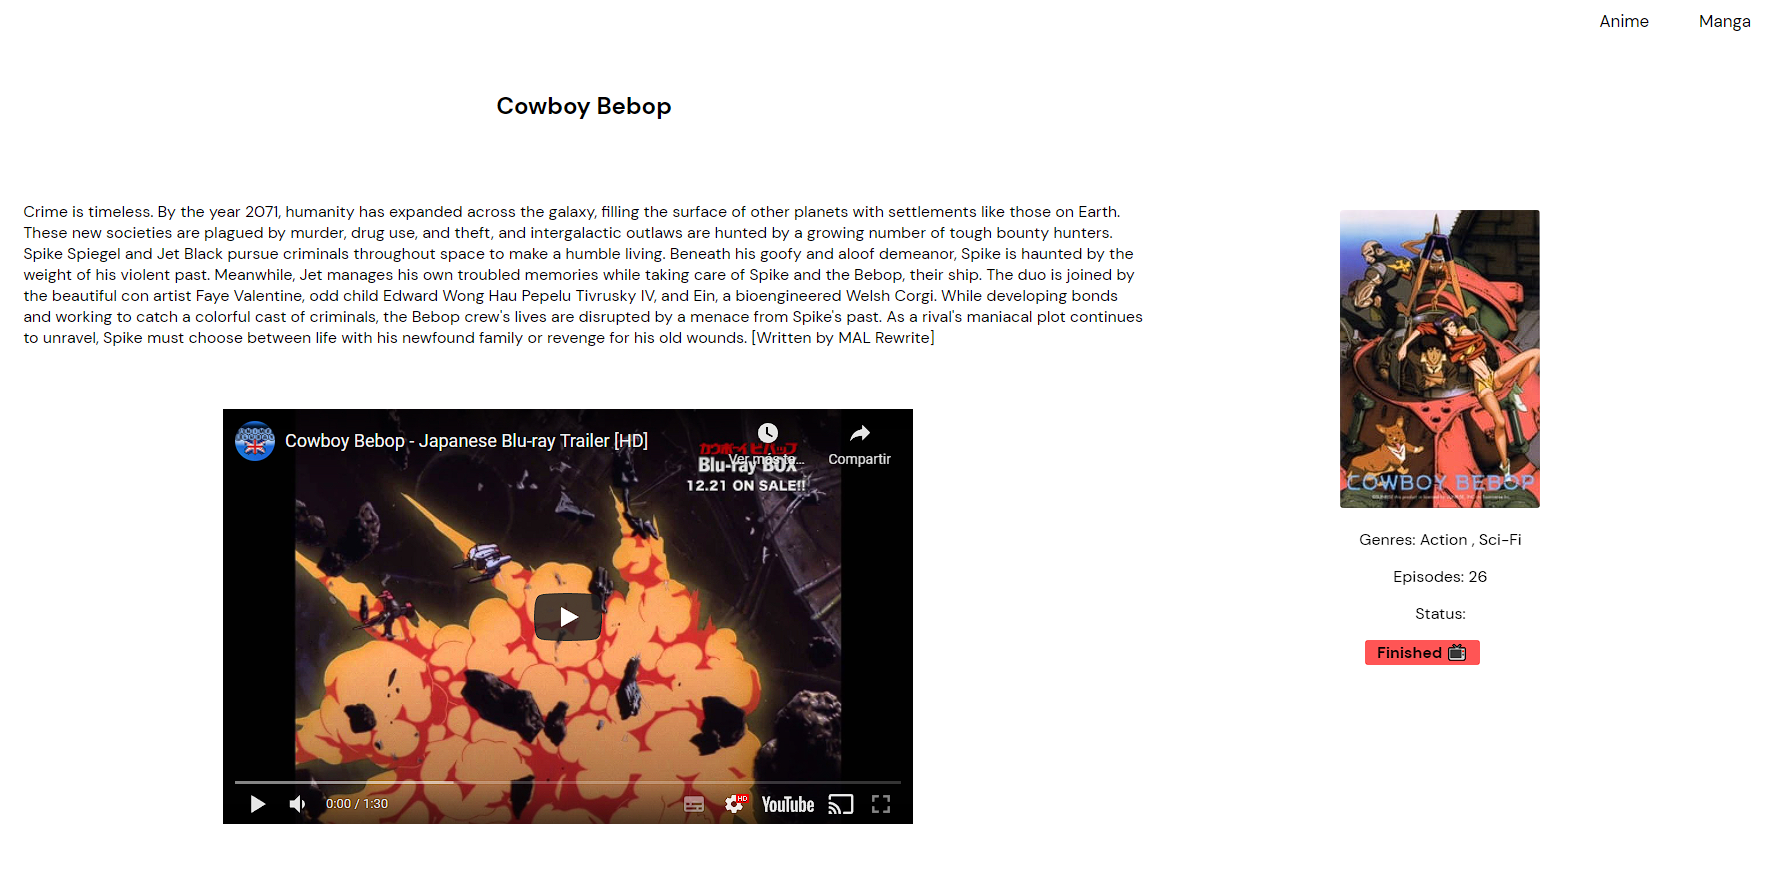 Anime
Manga
Cowboy Bebop
Crime is timeless. By the year 2071, humanity has expanded across the galaxy, filling the surface of other planets with settlements like those on Earth.
These new societies are plagued by murder, drug use, and theft, and intergalactic outlaws are hunted by a growing number of tough bounty hunters.
Spike Spiegel and Jet Black pursue criminals throughout space to make a humble living. Beneath his goofy and aloof demeanor, Spike is haunted by the
weight of his violent past. Meanwhile, Jet manages his own troubled memories while taking care of Spike and the Bebop, their ship. The duo is joined by
the beautiful con artist Faye Valentine, odd child Edward Wong Hau Pepelu Tivrusky IV, and Ein, a bioengineered Welsh Corgi. While developing bonds
and working to catch a colorful cast of criminals, the Bebop crew's lives are disrupted by a menace from Spike's past. As a rival's maniacal plot continues
to unravel, Spike must choose between life with his newfound family or revenge for his old wounds. [Written by MAL Rewrite]
Cowboy Bebop - Japanese Blu-ray Trailer [HD]
カウボーイビバップ
Ver más ta...
Compartir
Blu-ray BOX
12.21 ON SALE!!
0:00 / 1:30
HD
YouTube
COWBOY BEBOP
Genres: Action , Sci-Fi
Episodes: 26
Status:
Finished